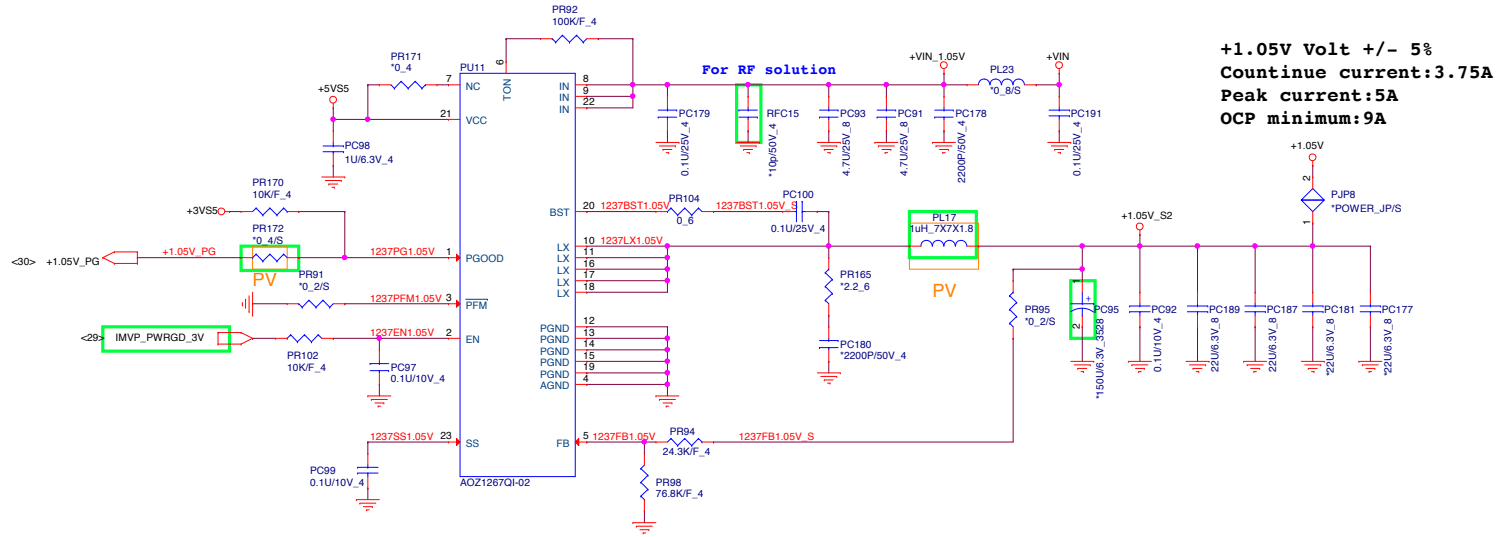 PR92
100K/F_4
+1.05V Volt +/- 5%
Countinue current:3.75A
Peak current:5A
OCP minimum:9A
PR171
*0_4
PU11
6
TON
7
NC
For RF solution
8
IN
9
IN
22
IN
+VIN_1.05V
PL23
*0_8/S
+VIN
+5VS5
21
VCC
PC98
1U/6.3V_4
PC179
0.1U/25V_4
RFC15
*10p/50V_4
PC93
4.7U/25V_8
PC91
4.7U/25V_8
PC178
2200P/50V_4
PC191
0.1U/25V_4
+1.05V
2
PJP8
*POWER_JP/S
1
PR170
10K/F_4
+3VS5
PR172
*0_4/S
BST
20
1237BST1.05V
PR104
0_6
1237BST1.05V_S
PC100
0.1U/25V_4
PL17
1uH_7X7X1.8
+1.05V_S2
<30>
+1.05V_PG
+1.05V_PG
1237PG1.05V
1
PGOOD
LX
10
1237LX1.05V
LX
11
LX
16
LX
17
LX
18
PV
PV
PR91
*0_2/S
1237PFM1.05V
3
PFM
PR165
*2.2_6
PR95
*0_2/S
1
+
2
PC95
*150U/6.3V_3528
PC92
0.1U/10V_4
PC189
22U/6.3V_8
PC187
22U/6.3V_8
PC181
*22U/6.3V_8
PC177
*22U/6.3V_8
<29>
IMVP_PWRGD_3V
PR102
10K/F_4
1237EN1.05V
2
EN
PC97
0.1U/10V_4
PGND
12
PGND
13
PGND
14
PGND
15
PGND
19
AGND
4
PC180
*2200P/50V_4
1237SS1.05V
23
SS
PC99
0.1U/10V_4
FB
5
1237FB1.05V
PR94
24.3K/F_4
1237FB1.05V_S
PR98
76.8K/F_4
AOZ1267QI-02